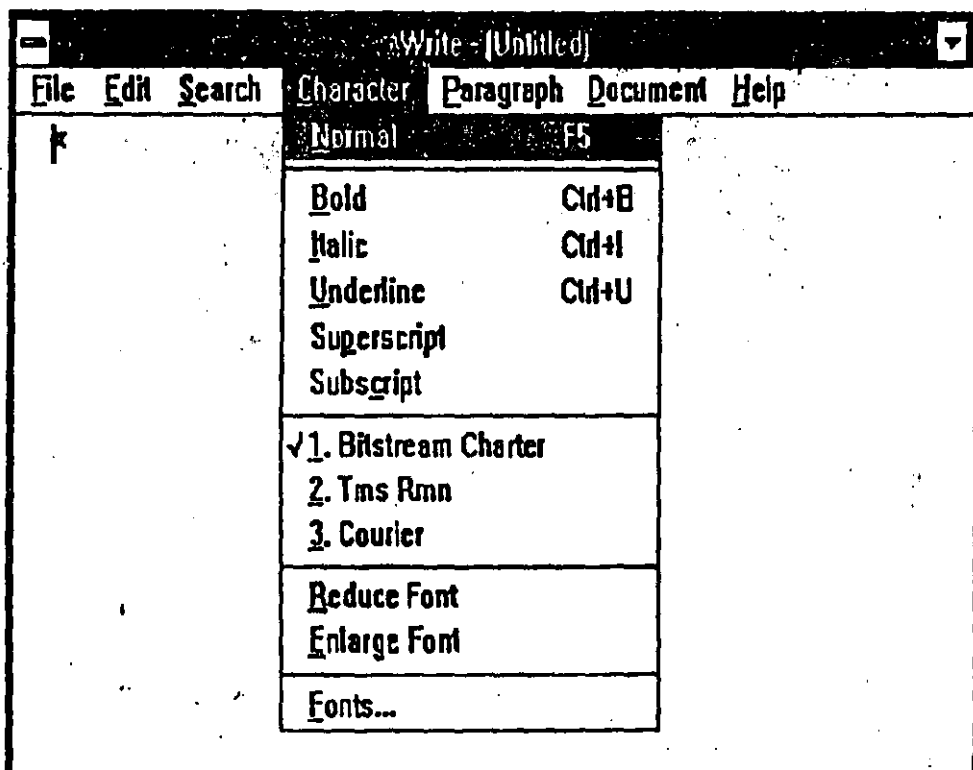 Write - (Untitled)
File Edit Search Character Paragraph Document Help
Normal F5
Bold Ctrl+B
Italic Ctrl+I
Underline Ctrl+U
Superscript
Subscript
√ 1. Bitstream Charter
2. Tms Rmn
3. Courier
Reduce Font
Enlarge Font
Fonts...